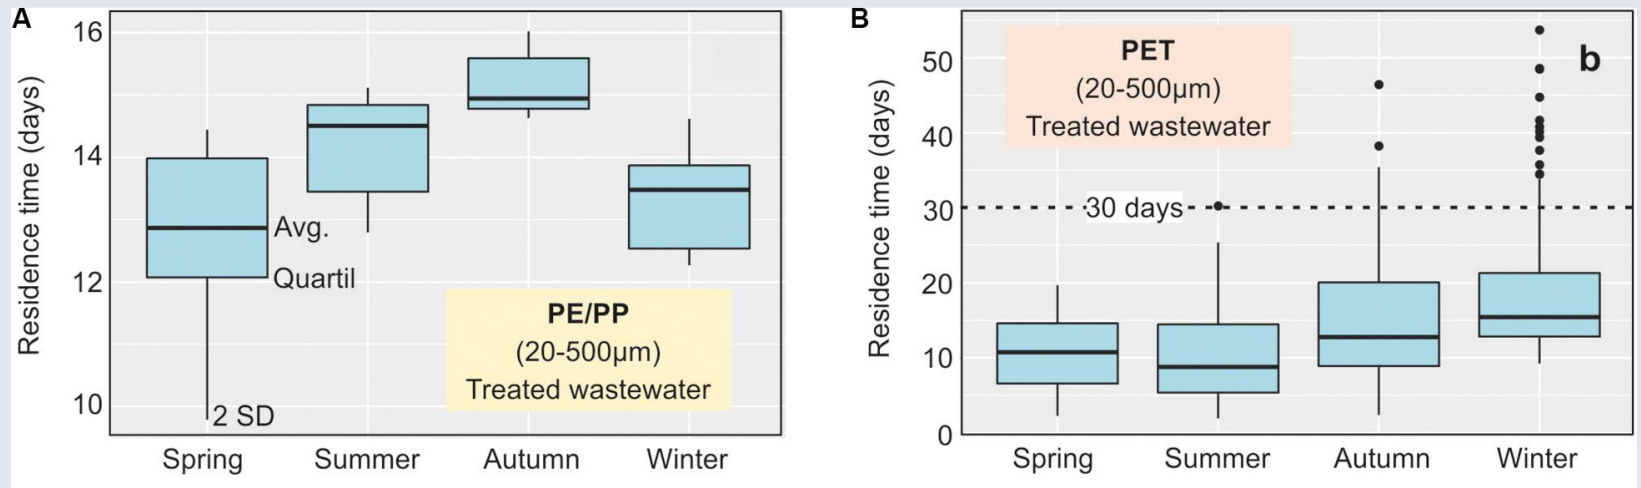 A
Residence time (days)
16
14
12
10
Avg.
Quartil
2 SD
PE/PP
(20-500µm)
Treated wastewater
Spring
Summer
Autumn
Winter
B
Residence time (days)
50
40
30
20
10
0
PET
(20-500µm)
Treated wastewater
b
30 days
Spring
Summer
Autumn
Winter